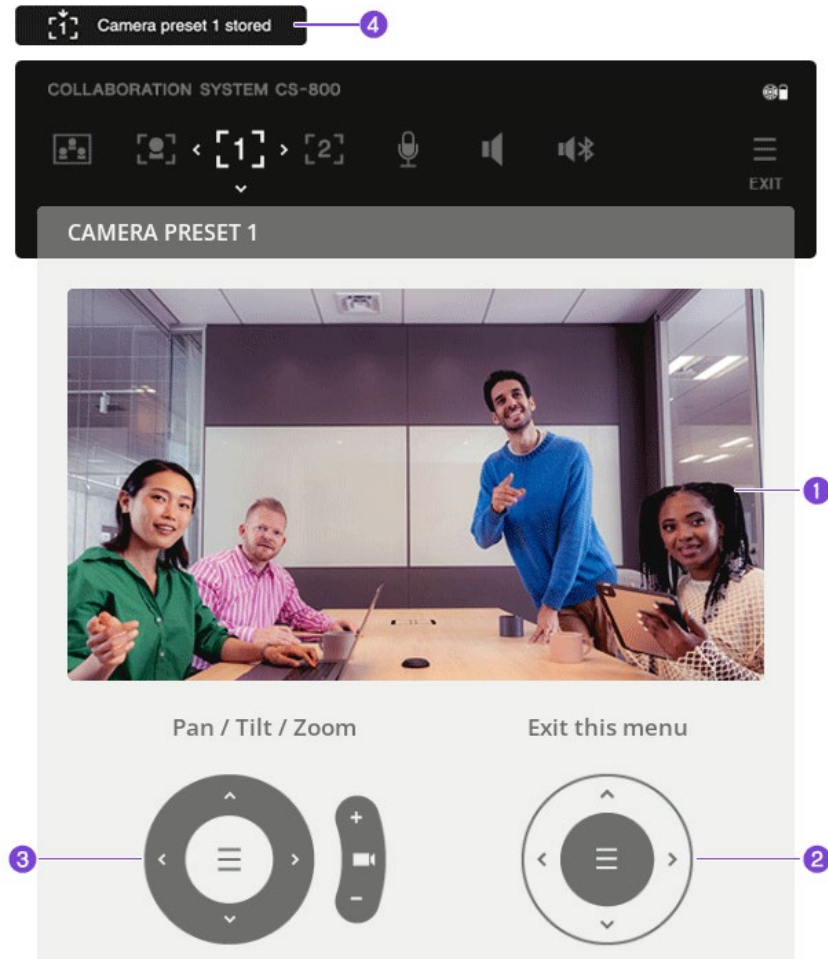 [1] Camera preset 1 stored
4
COLLABORATION SYSTEM CS-800
[1]
[2]
EXIT
CAMERA PRESET 1
1
Pan / Tilt / Zoom
Exit this menu
+
−
3
2